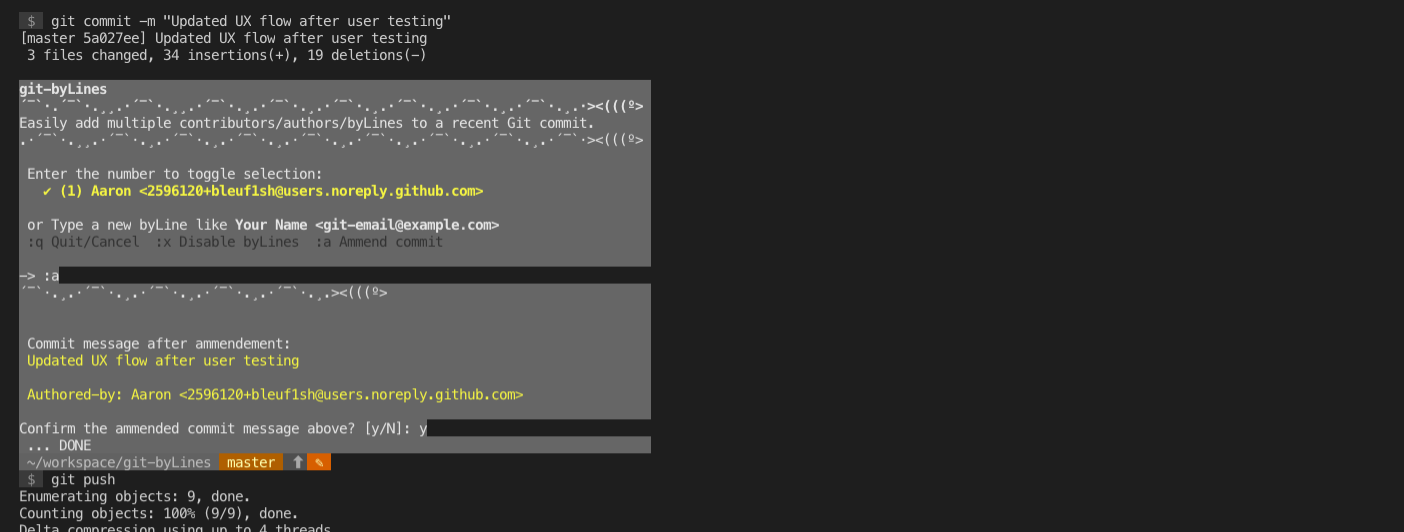 $ git commit -m "Updated UX flow after user testing"
[master 5a027ee] Updated UX flow after user testing
3 files changed, 34 insertions(+), 19 deletions(-)
git-byLines
´¯`·.´¯`·.¸¸.·´¯`·.¸¸.·´¯`·.¸.·´¯`·.¸.·´¯`·.¸.·´¯`·.¸.·´¯`·.¸.·´¯`·.¸.·><(((º>
Easily add multiple contributors/authors/byLines to a recent Git commit.
.·´¯`·.¸¸.·´¯`·.¸.·´¯`·.¸.·´¯`·.¸.·´¯`·.¸.·´¯`·.¸.·´¯`·.¸.·´¯`·><(((º>
Enter the number to toggle selection:
✔ (1) Aaron <2596120+bleuf1sh@users.noreply.github.com>
or Type a new byLine like Your Name <git-email@example.com>
:q Quit/Cancel :x Disable byLines :a Ammend commit
-> :a
´¯`·.¸.·´¯`·.¸.·´¯`·.¸.·´¯`·.¸.·´¯`·.¸.><(((º>
Commit message after ammendement:
Updated UX flow after user testing
Authored-by: Aaron <2596120+bleuf1sh@users.noreply.github.com>
Confirm the ammended commit message above? [y/N]: y
... DONE
~/workspace/git-byLines master ⬆ ✎
$ git push
Enumerating objects: 9, done.
Counting objects: 100% (9/9), done.
Delta compression using up to 4 threads